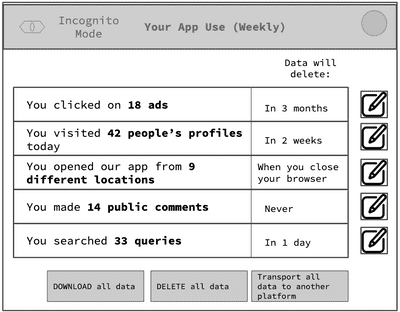 Incognito
Mode
Your App Use (Weekly)
Data will
delete:
You clicked on 18 ads
In 3 months
You visited 42 people's profiles
today
In 2 weeks
You opened our app from 9
different locations
When you close
your browser
You made 14 public comments
Never
You searched 33 queries
In 1 day
DOWNLOAD all data
DELETE all data
Transport all
data to another
platform